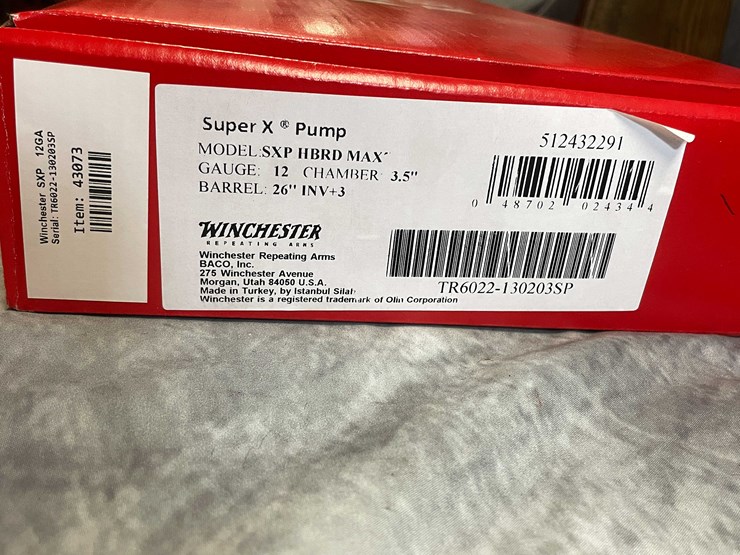 Winchester SXP 12GA
Serial: TR6022-130203SP
Item: 43073
Super X ® Pump
MODEL:SXP HBRD MAX
GAUGE: 12 CHAMBER 3.5"
BARREL: 26" INV+3
512432291
0 48702 02434 4
WINCHESTER
REPEATING ARMS
Winchester Repeating Arms
BACO, Inc.
275 Winchester Avenue
Morgan, Utah 84050 U.S.A.
Made in Turkey, by Istanbul Silah
Winchester is a registered trademark of Olin Corporation
TR6022-130203SP